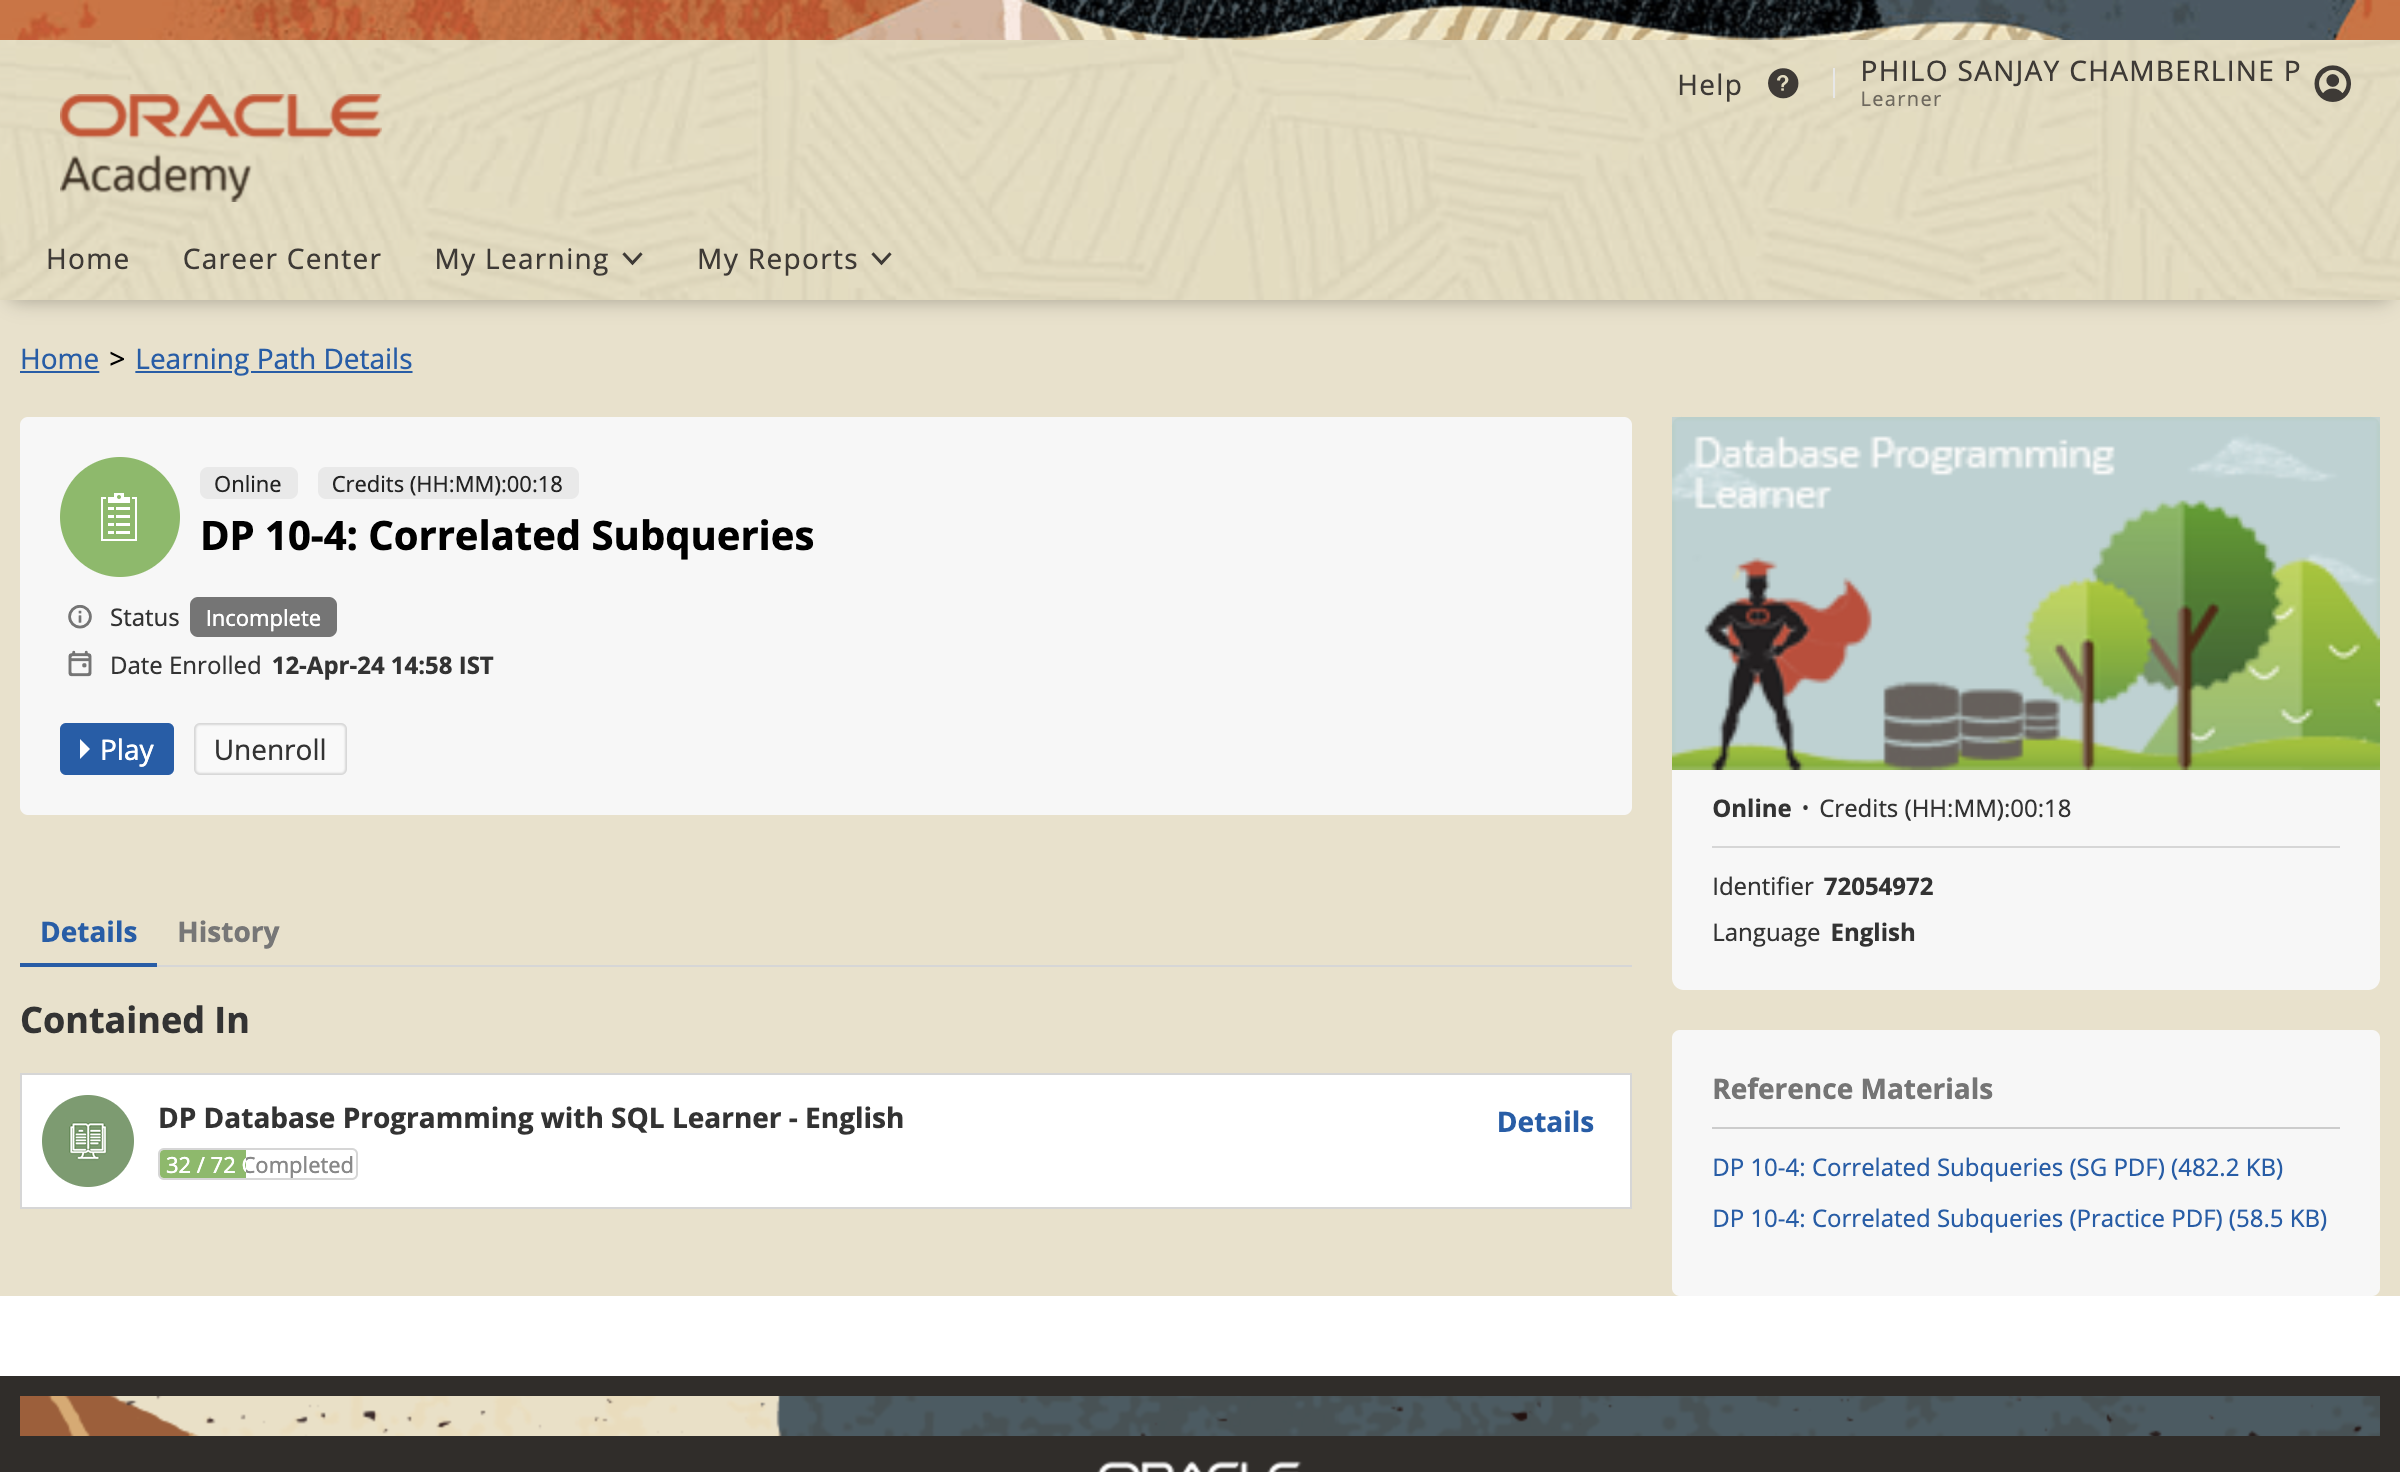 Help ?
PHILO SANJAY CHAMBERLINE P
Learner
ORACLE
Academy
Home Career Center My Learning My Reports
Home > Learning Path Details
Online Credits (HH:MM):00:18
DP 10-4: Correlated Subqueries
Status Incomplete
Date Enrolled 12-Apr-24 14:58 IST
Play Unenroll
Database Programming
Learner
Online · Credits (HH:MM):00:18
Identifier 72054972
Language English
Details History
Contained In
DP Database Programming with SQL Learner - English
Details
32 / 72 Completed
Reference Materials
DP 10-4: Correlated Subqueries (SG PDF) (482.2 KB)
DP 10-4: Correlated Subqueries (Practice PDF) (58.5 KB)
ORACLE